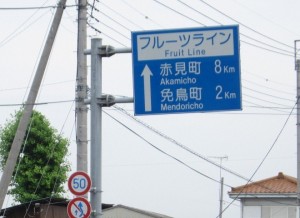 フルーツライン
Fruit Line
赤見町 8 Km
Akamicho
免鳥町 2 Km
Mendoricho
50